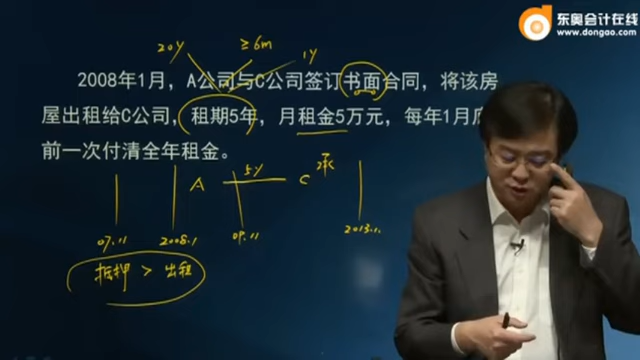 东奥会计在线
www.dongao.com
20Y ≥6m 1Y
2008年1月，A公司与C公司签订书面合同，将该房
屋出租给C公司，租期5年，月租金5万元，每年1月
前一次付清全年租金。
A 5Y C 承
07.11 2008.1 09.11 2013.1.
抵押 > 出租